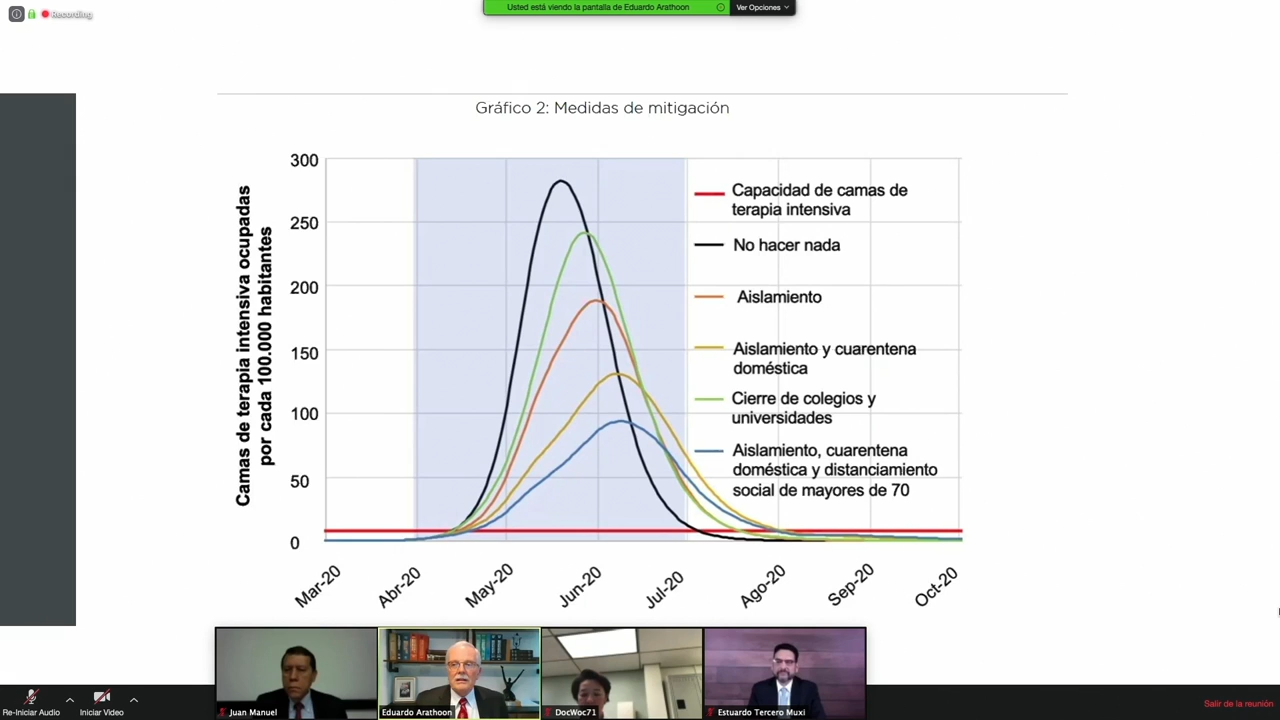 Recording
Usted está viendo la pantalla de Eduardo Arathoon
Ver Opciones
Gráfico 2: Medidas de mitigación
Camas de terapia intensiva ocupadas
por cada 100.000 habitantes
300
250
200
150
100
50
0
Capacidad de camas de
terapia intensiva
No hacer nada
Aislamiento
Aislamiento y cuarentena
doméstica
Cierre de colegios y
universidades
Aislamiento, cuarentena
doméstica y distanciamiento
social de mayores de 70
Mar-20
Abr-20
May-20
Jun-20
Jul-20
Ago-20
Sep-20
Oct-20
Juan Manuel
Eduardo Arathoon
DocWoc71
Estuardo Tercero Muxi
Re-Iniciar Audio
Iniciar Video
Salir de la reunión